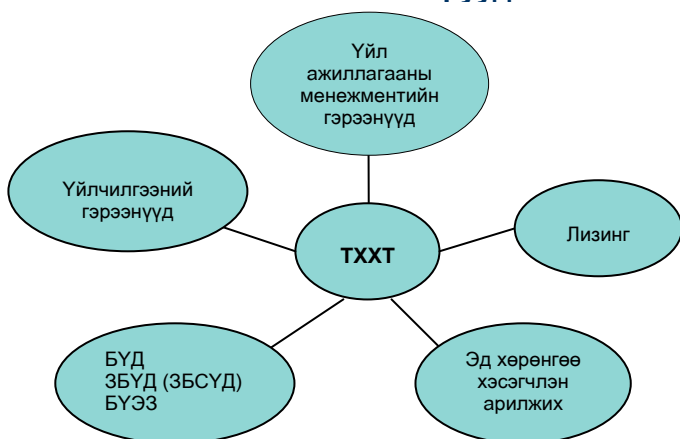 Үйл
ажиллагааны
менежментийн
гэрээнүүд
Үйлчилгээний
гэрээнүүд
ТХХТ
Лизинг
БҮД
ЗБҮД (ЗБСҮД)
БҮЭЗ
Эд хөрөнгөө
хэсэгчлэн
арилжих